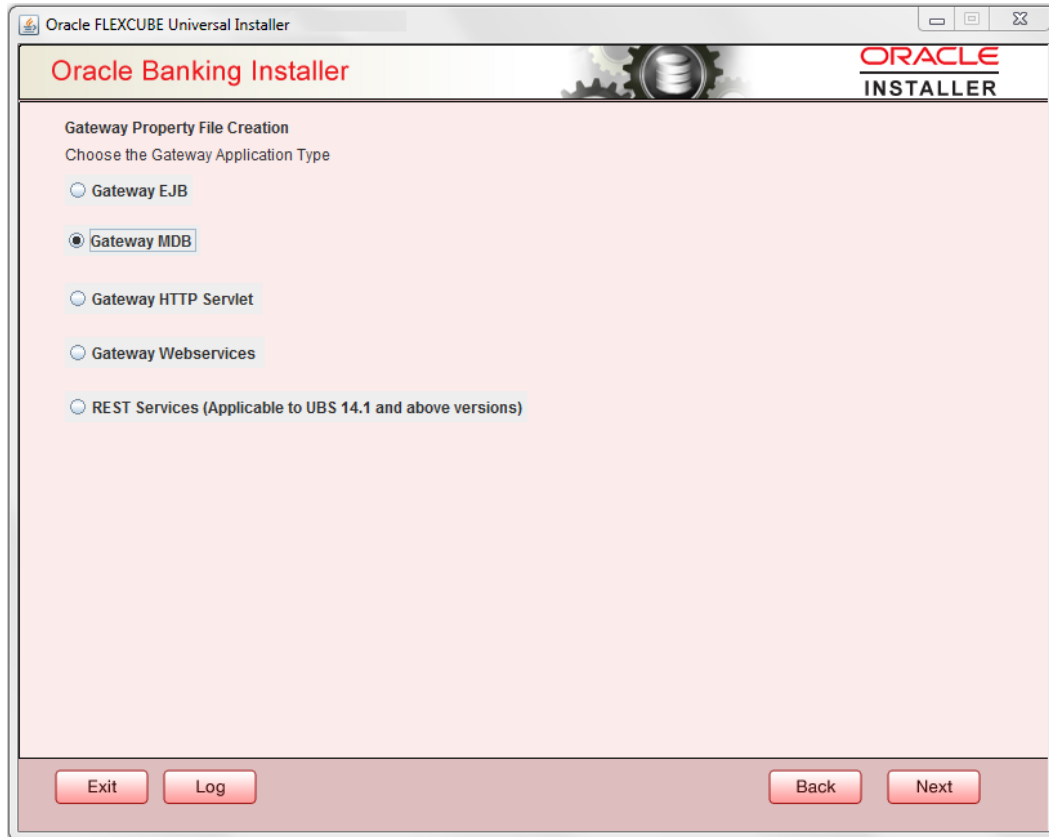 Oracle FLEXCUBE Universal Installer
Oracle Banking Installer
ORACLE
INSTALLER
Gateway Property File Creation
Choose the Gateway Application Type
Gateway EJB
Gateway MDB
Gateway HTTP Servlet
Gateway Webservices
REST Services (Applicable to UBS 14.1 and above versions)
Exit Log Back Next